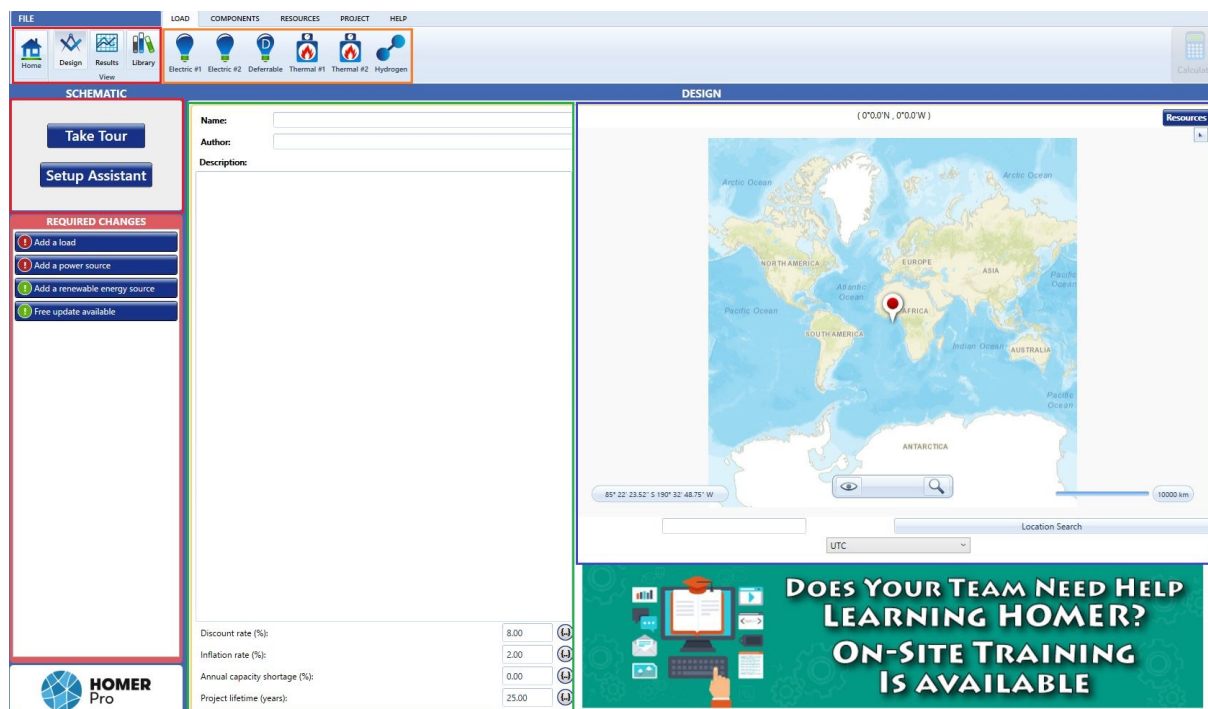 FILE
LOAD COMPONENTS RESOURCES PROJECT HELP
Home Design Results Library
View
Electric #1 Electric #2 Deferrable Thermal #1 Thermal #2 Hydrogen
D
Calculat
SCHEMATIC
DESIGN
Take Tour
Setup Assistant
REQUIRED CHANGES
! Add a load
! Add a power source
! Add a renewable energy source
! Free update available
HOMER
Pro
Name:
Author:
Description:
Discount rate (%): 8.00 {..}
Inflation rate (%): 2.00 {..}
Annual capacity shortage (%): 0.00 {..}
Project lifetime (years): 25.00 {..}
( 0°0.0'N , 0°0.0'W )
Resources
Arctic Ocean
Arctic Ocean
NORTH AMERICA
EUROPE
ASIA
Atlantic
Ocean
Pacific
Ocean
Pacific Ocean
AFRICA
SOUTH AMERICA
Indian Ocean
AUSTRALIA
Pacific
Ocean
ANTARCTICA
85° 22' 23.52" S 190° 32' 48.75" W
10000 km
Location Search
UTC
DOES YOUR TEAM NEED HELP
LEARNING HOMER?
ON-SITE TRAINING
IS AVAILABLE